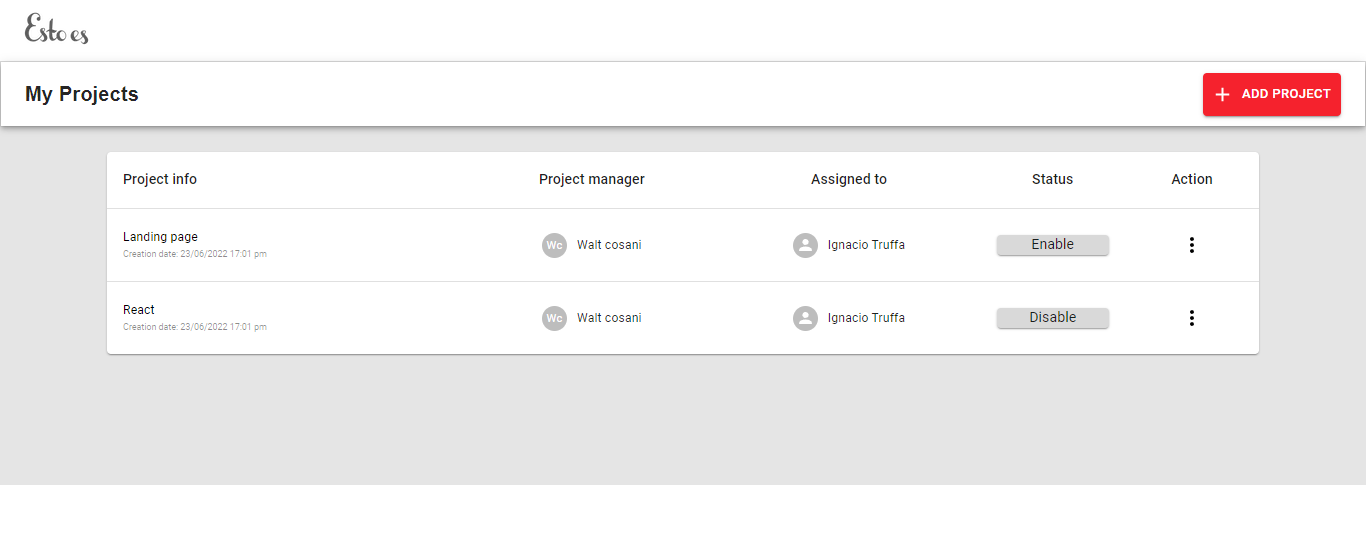 Esto es
My Projects
ADD PROJECT
Project info Project manager Assigned to Status Action
Landing page
Creation date: 23/06/2022 17:01 pm
Wc Walt cosani Ignacio Truffa Enable
React
Creation date: 23/06/2022 17:01 pm
Wc Walt cosani Ignacio Truffa Disable